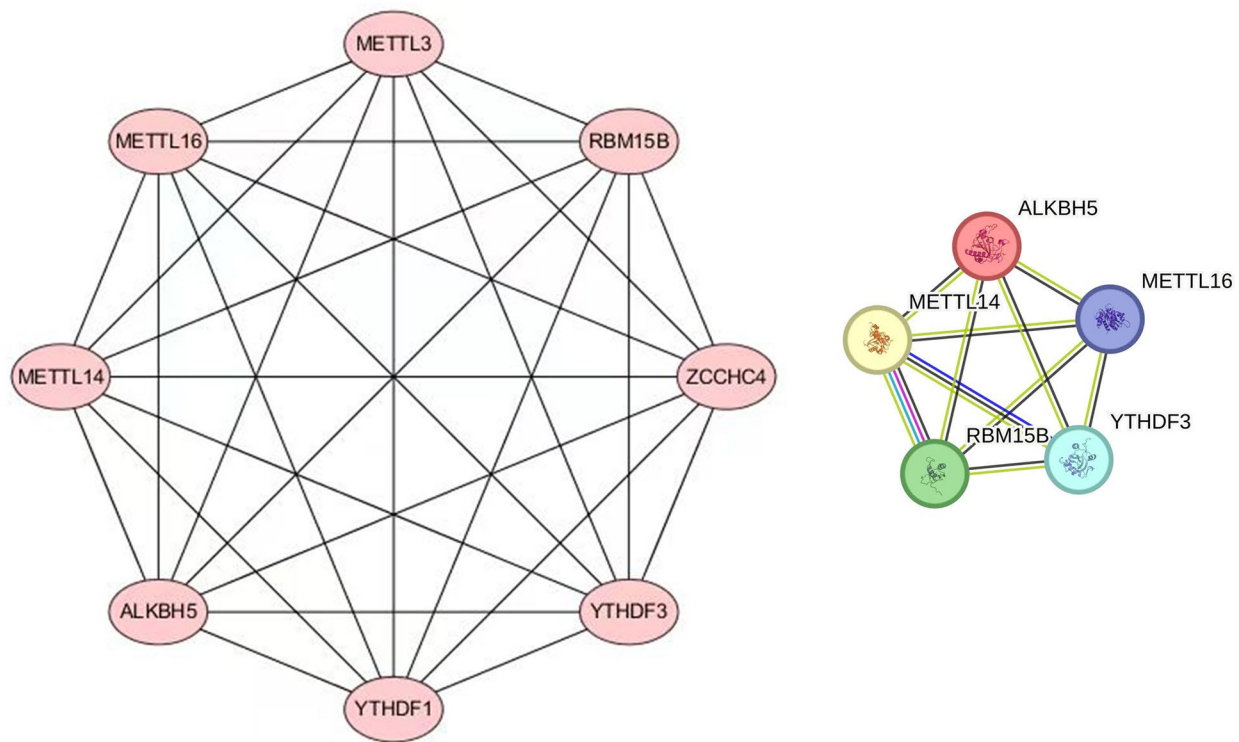 METTL3
METTL16
RBM15B
METTL14
ZCCHC4
ALKBH5
YTHDF3
YTHDF1
ALKBH5
METTL16
METTL14
YTHDF3
RBM15B